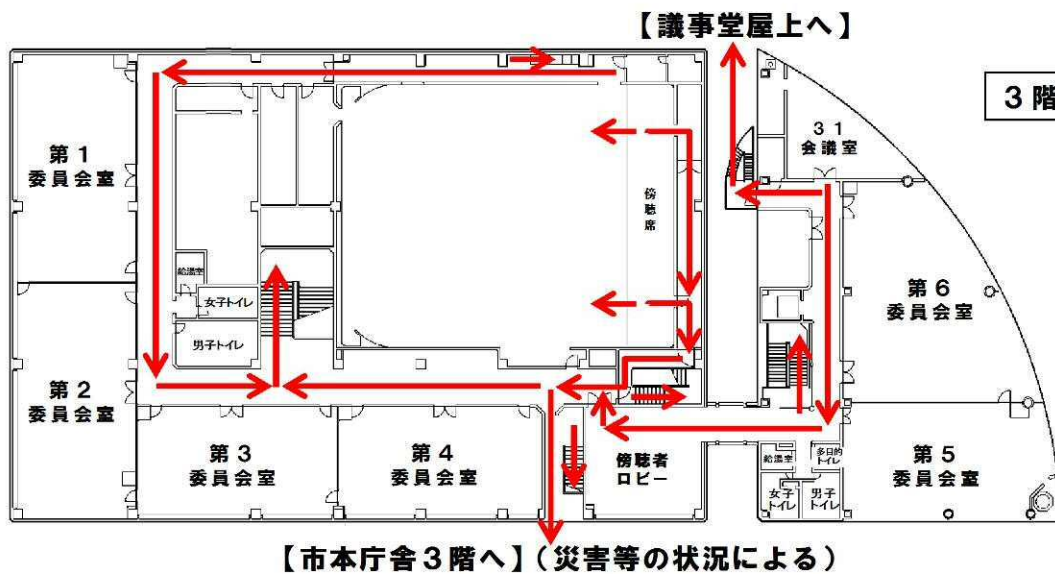 【議事堂屋上へ】
3階
31
会議室
第1
委員会室
傍聴席
給湯室
女子トイレ
男子トイレ
第6
委員会室
第2
委員会室
第3
委員会室
第4
委員会室
傍聴者
ロビー
給湯室
多目的
トイレ
女子
トイレ
男子
トイレ
第5
委員会室
【市本庁舎3階へ】(災害等の状況による)